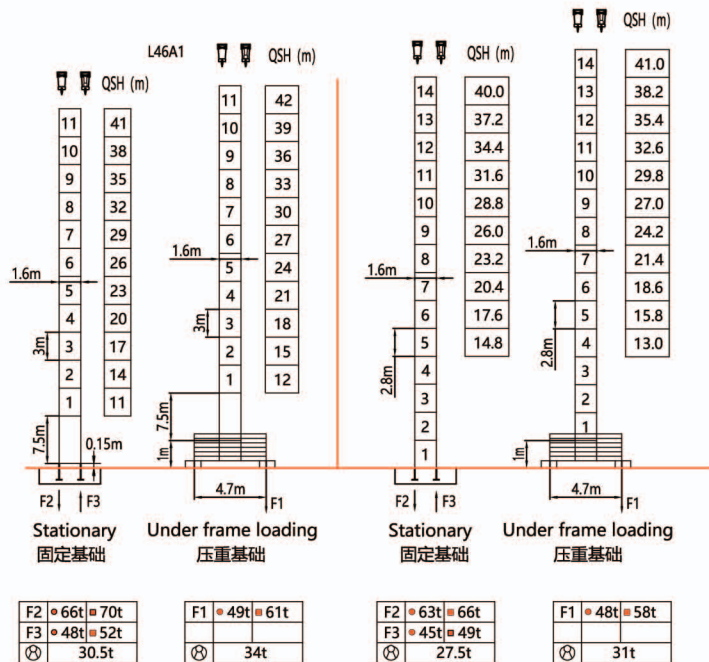 L46A1
QSH (m)
11 41
10 38
9 35
8 32
7 29
6 26
5 23
4 20
3 17
2 14
1 11
1.6m
3m
7.5m
0.15m
F2 F3
Stationary
固定基础
QSH (m)
11 42
10 39
9 36
8 33
7 30
6 27
5 24
4 21
3 18
2 15
1 12
1.6m
3m
7.5m
1m
4.7m
F1
Under frame loading
压重基础
QSH (m)
14 40.0
13 37.2
12 34.4
11 31.6
10 28.8
9 26.0
8 23.2
7 20.4
6 17.6
5 14.8
4
3
2
1
1.6m
2.8m
F2 F3
Stationary
固定基础
QSH (m)
14 41.0
13 38.2
12 35.4
11 32.6
10 29.8
9 27.0
8 24.2
7 21.4
6 18.6
5 15.8
4 13.0
3
2
1
1.6m
2.8m
1m
4.7m
F1
Under frame loading
压重基础
F2 66t 70t
F3 48t 52t
30.5t
F1 49t 61t
34t
F2 63t 66t
F3 45t 49t
27.5t
F1 48t 58t
31t